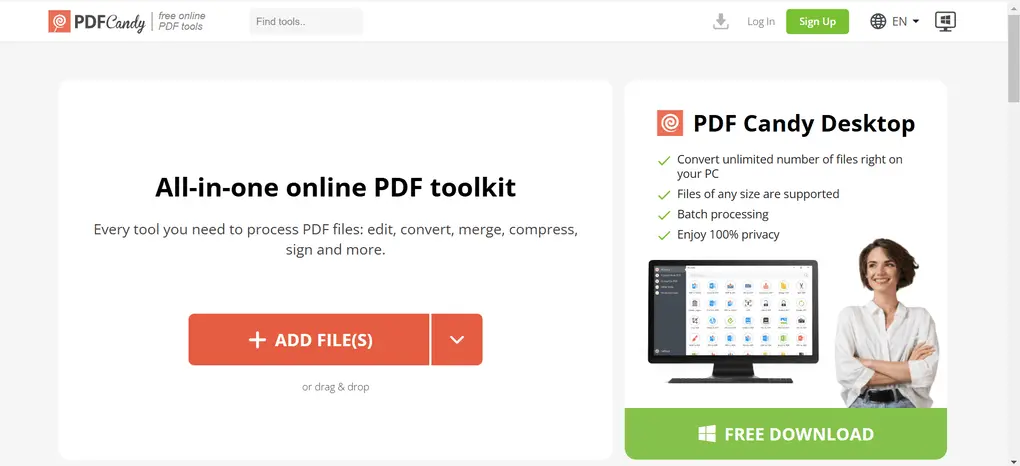 PDFCandy
free online
PDF tools
Find tools..
Log In
Sign Up
EN
All-in-one online PDF toolkit
Every tool you need to process PDF files: edit, convert, merge, compress,
sign and more.
ADD FILE(S)
or drag & drop
PDF Candy Desktop
Convert unlimited number of files right on
your PC
Files of any size are supported
Batch processing
Enjoy 100% privacy
FREE DOWNLOAD